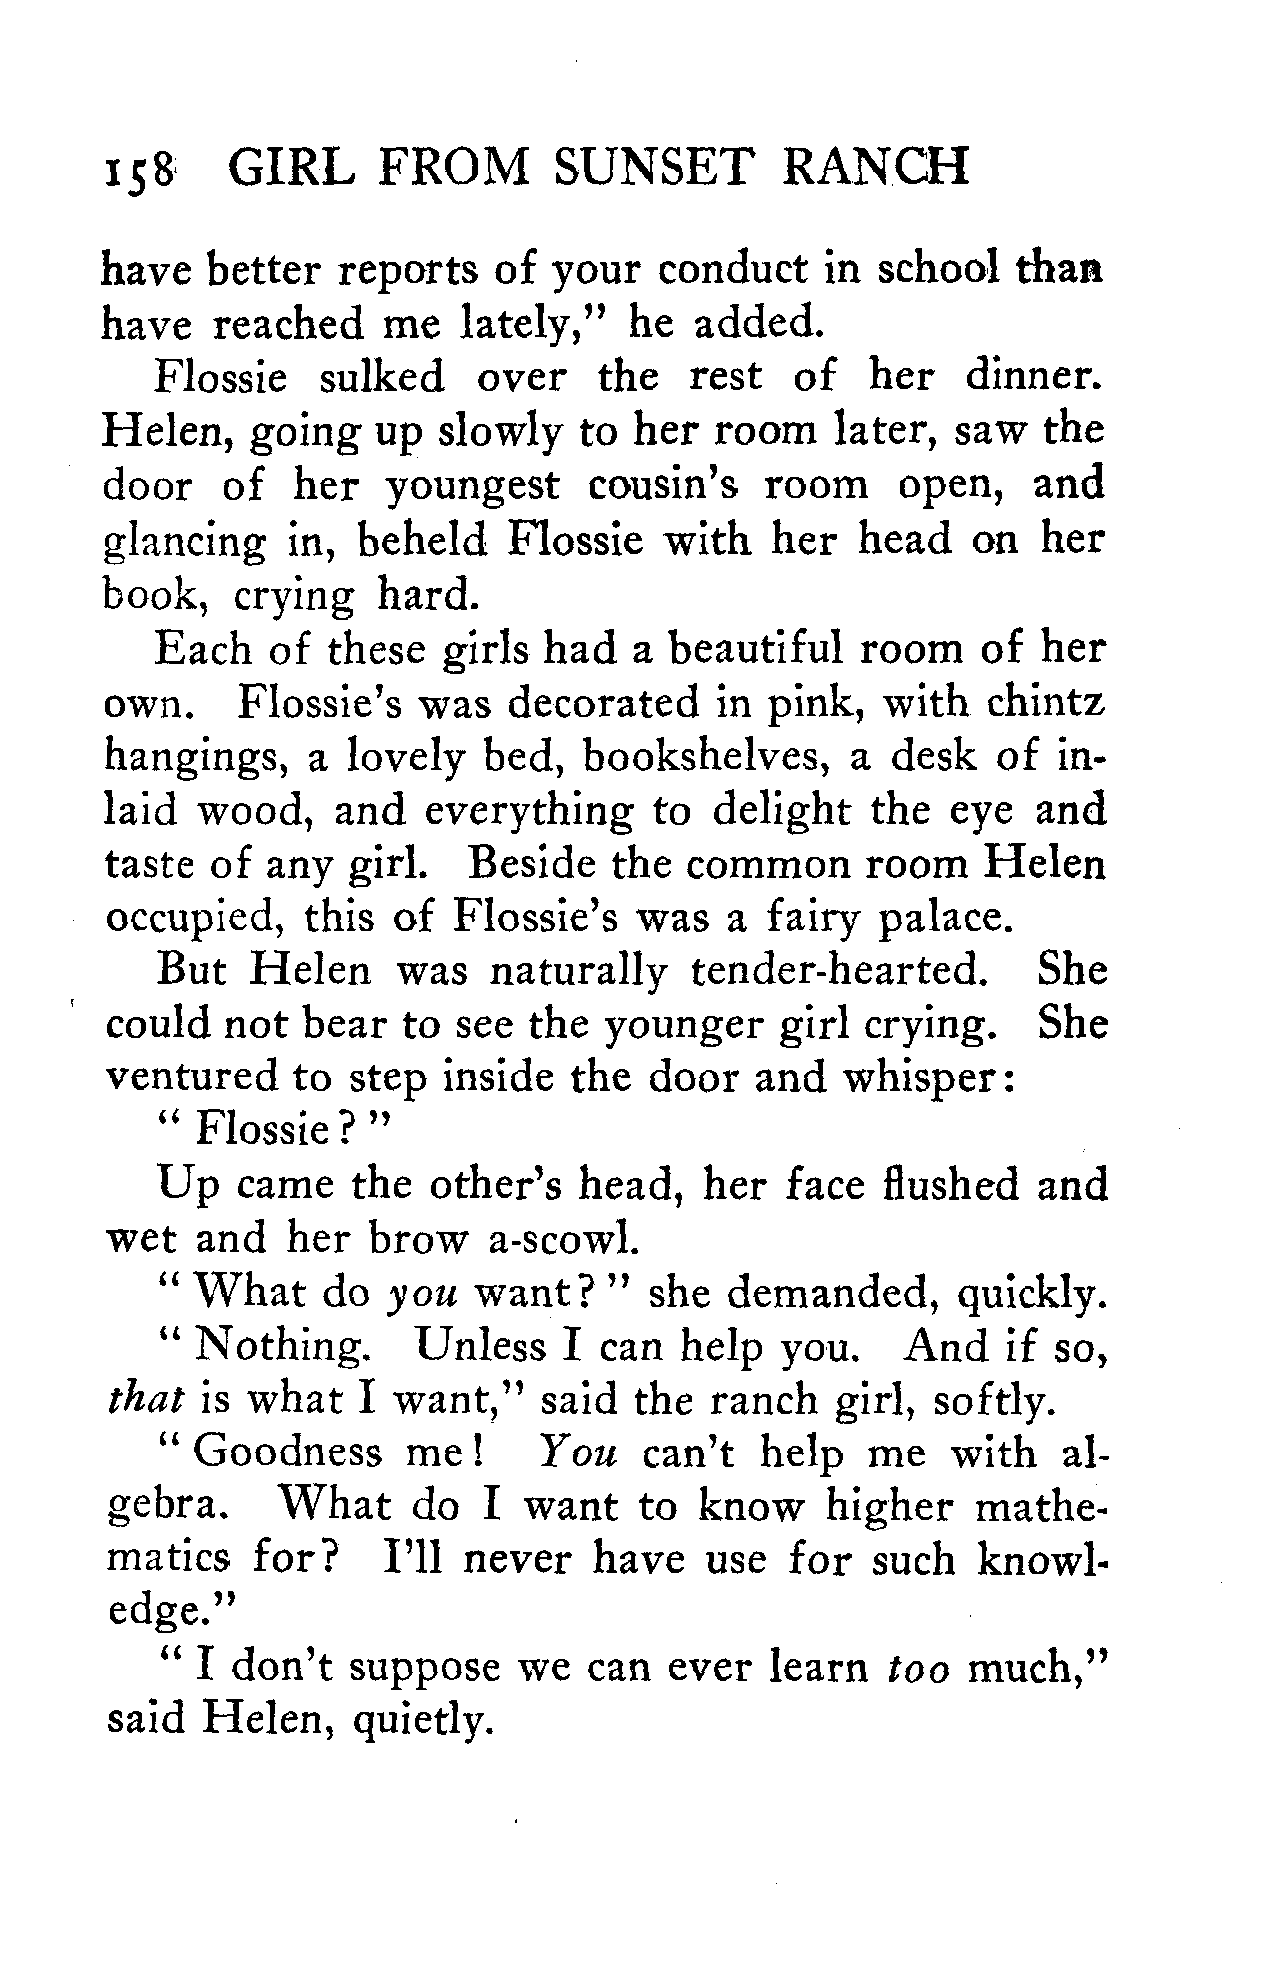 158 GIRL FROM SUNSET RANCH
have better reports of your conduct in school than
have reached me lately,” he added.
Flossie sulked over the rest of her dinner.
Helen, going up slowly to her room later, saw the
door of her youngest cousin’s room open, and
glancing in, beheld Flossie with her head on her
book, crying hard.
Each of these girls had a beautiful room of her
own. Flossie’s was decorated in pink, with chintz
hangings, a lovely bed, bookshelves, a desk of in-
laid wood, and everything to delight the eye and
taste of any girl. Beside the common room Helen
occupied, this of Flossie’s was a fairy palace.
But Helen was naturally tender-hearted. She
could not bear to see the younger girl crying. She
ventured to step inside the door and whisper:
“ Flossie? ”
Up came the other’s head, her face flushed and
wet and her brow a-scowl.
“ What do you want? ” she demanded, quickly.
“ Nothing. Unless I can help you. And if so,
that is what I want,” said the ranch girl, softly.
“ Goodness me! You can’t help me with al-
gebra. What do I want to know higher mathe-
matics for? I’ll never have use for such knowl-
edge.”
“ I don’t suppose we can ever learn too much,”
said Helen, quietly.